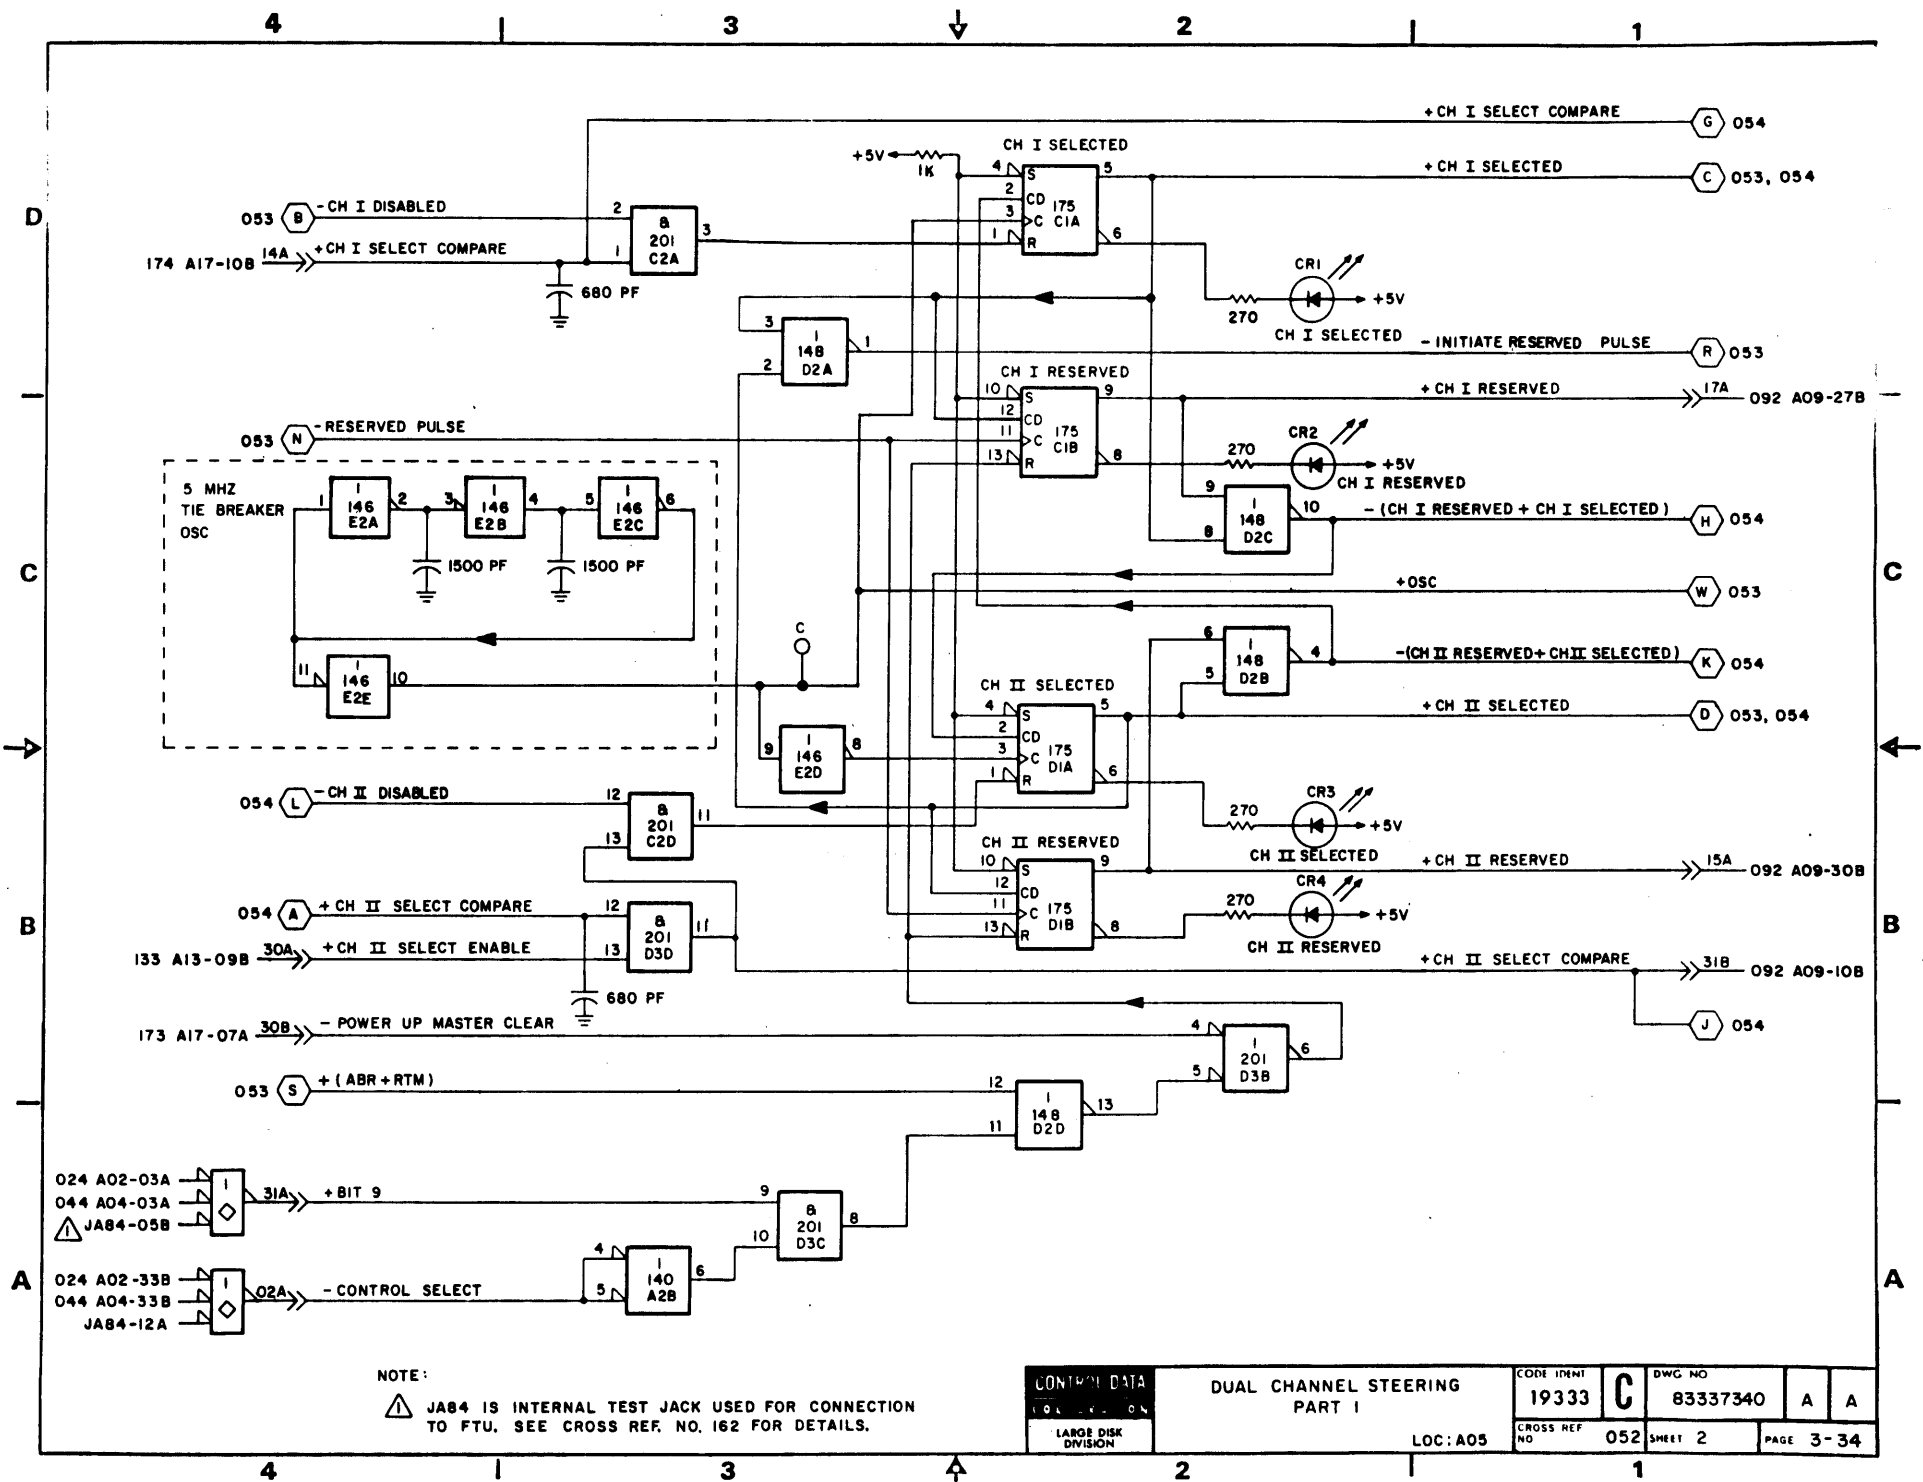 4 3 2 1
+ CH I SELECT COMPARE
G 054
CH I SELECTED
+5V
1K
4 S 5
2 CD
3 C
1 R 6
175
C1A
+ CH I SELECTED
C 053, 054
D
053 B - CH I DISABLED 2
174 A17-10B 14A + CH I SELECT COMPARE 1
&
201
C2A
3
680 PF
CR1
270
+5V
CH I SELECTED
3
2
1
148
D2A
1
- INITIATE RESERVED PULSE
R 053
CH I RESERVED
10 S 9
12 CD
11 C
13 R 8
175
C1B
+ CH I RESERVED
17A 092 A09-27B
053 N - RESERVED PULSE
CR2
270
+5V
CH I RESERVED
5 MHZ
TIE BREAKER
OSC
1
1
146
E2A
2
3
1
146
E2B
4
5
1
146
E2C
6
1500 PF
1500 PF
9
8
1
148
D2C
10
- (CH I RESERVED + CH I SELECTED)
H 054
C
C
+OSC
W 053
11
1
146
E2E
10
C
6
5
1
148
D2B
4
-(CH II RESERVED+CH II SELECTED)
K 054
CH II SELECTED
4 S 5
2 CD
3 C
1 R 6
175
D1A
+ CH II SELECTED
D 053, 054
9
1
146
E2D
8
054 L - CH II DISABLED 12
13
&
201
C2D
11
CR3
270
+5V
CH II SELECTED
CH II RESERVED
10 S 9
12 CD
11 C
13 R 8
175
D1B
+ CH II RESERVED
15A 092 A09-30B
CR4
270
+5V
CH II RESERVED
B
B
054 A + CH II SELECT COMPARE 12
133 A13-09B 30A + CH II SELECT ENABLE 13
&
201
D3D
11
680 PF
+ CH II SELECT COMPARE
31B 092 A09-10B
J 054
173 A17-07A 30B - POWER UP MASTER CLEAR 4
5
1
201
D3B
6
053 S + (ABR+RTM) 12
11
1
148
D2D
13
024 A02-03A
044 A04-03A
1 JA84-05B
1
31A + BIT 9 9
10
&
201
D3C
8
A
A
024 A02-33B
044 A04-33B
JA84-12A
1
02A - CONTROL SELECT
4
5
1
140
A2B
6
NOTE:
1 JA84 IS INTERNAL TEST JACK USED FOR CONNECTION
TO FTU. SEE CROSS REF. NO. 162 FOR DETAILS.
CONTROL DATA
LARGE DISK
DIVISION
DUAL CHANNEL STEERING
PART 1
LOC: A05
CODE IDENT
19333
C
DWG NO
83337340
A A
CROSS REF
NO 052
SHEET 2
PAGE 3-34
4 3 2 1